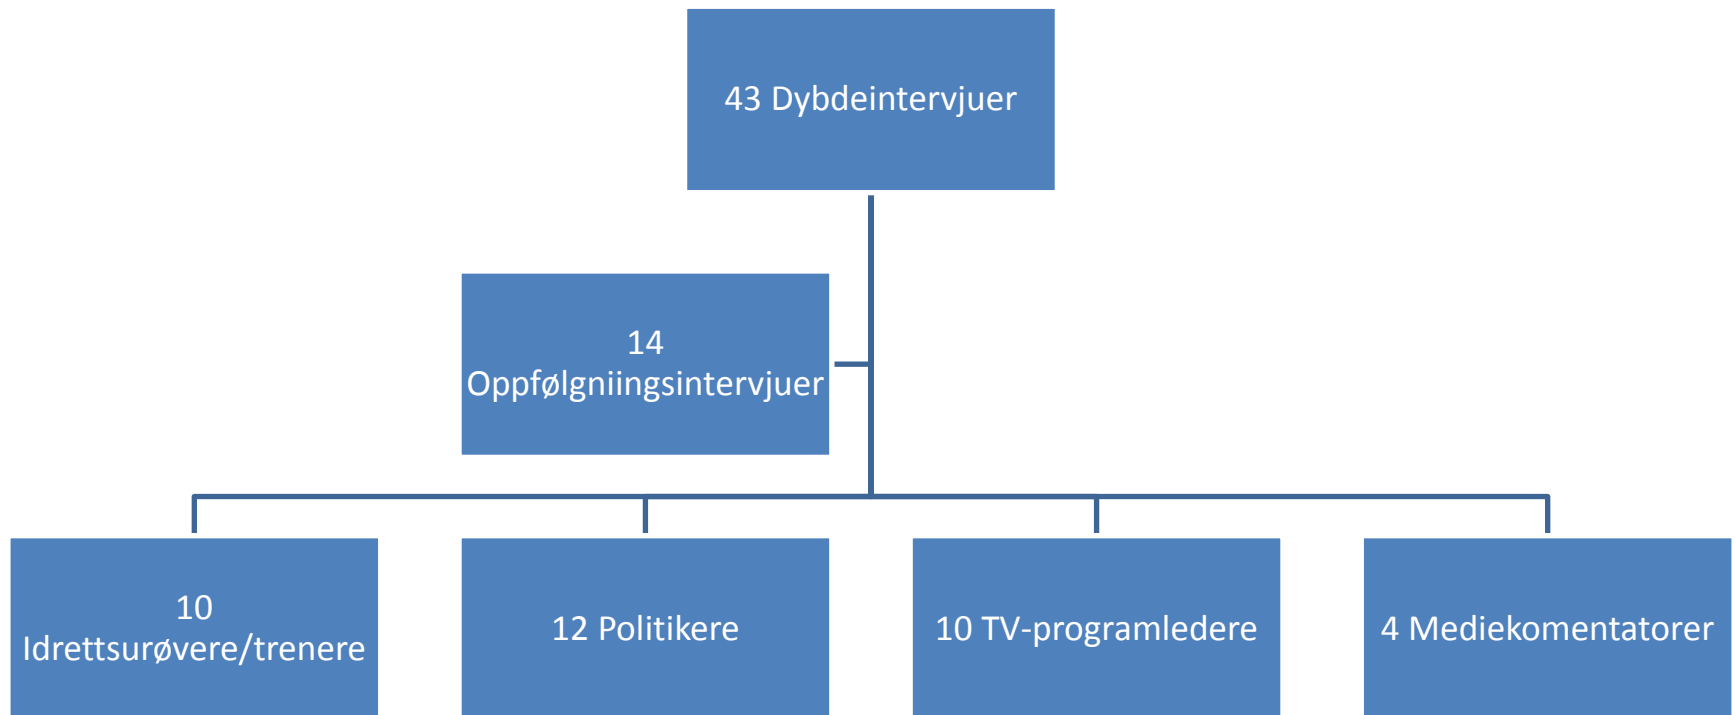 43 Dybdeintervjuer
14
Oppfølgniingsintervjuer
10
Idrettsurøvere/trenere
12 Politikere
10 TV-programledere
4 Mediekomentatorer